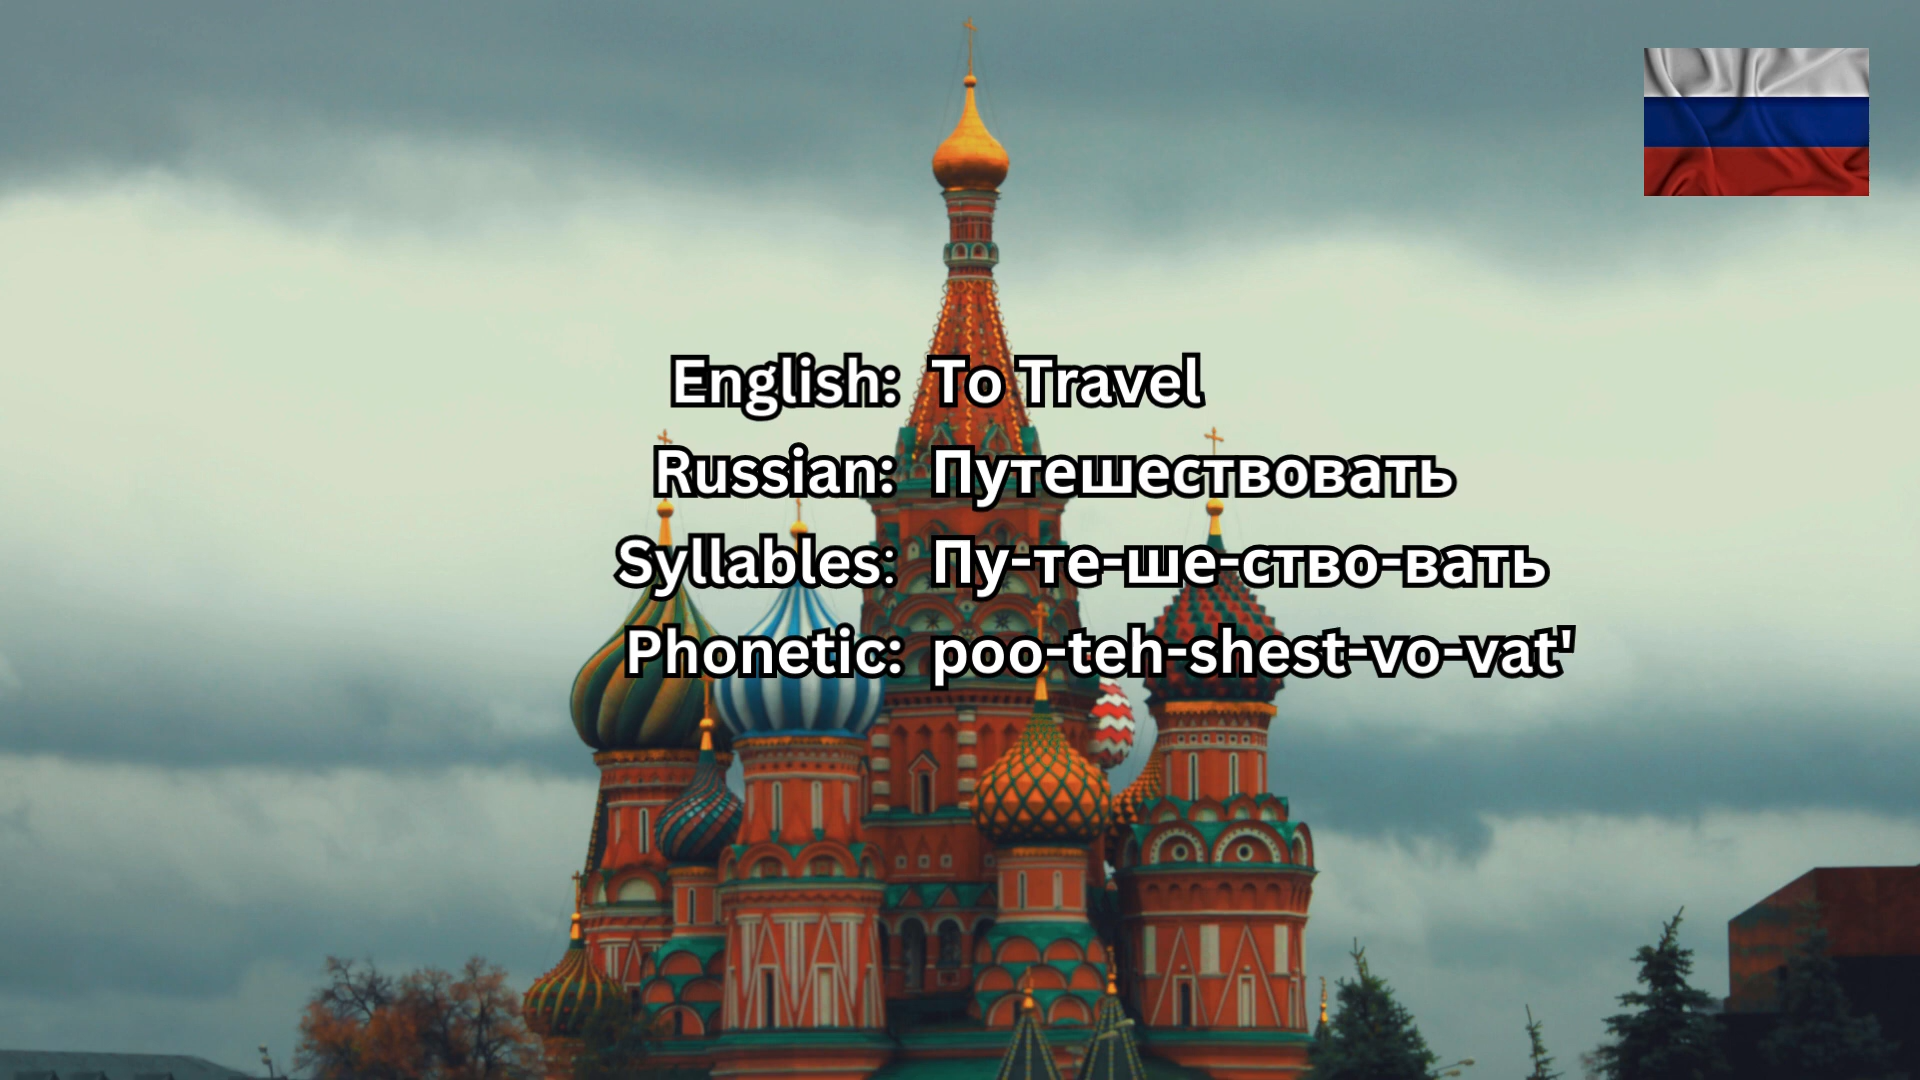 English: To Travel
Russian: Путешествовать
Syllables: Пу-те-ше-ство-вать
Phonetic: poo-teh-shest-vo-vat'